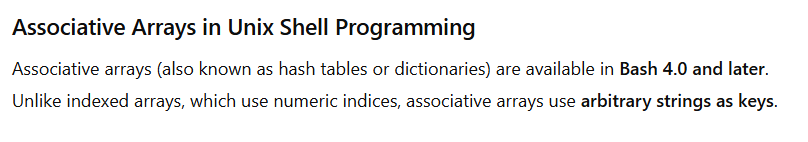 Associative Arrays in Unix Shell Programming
Associative arrays (also known as hash tables or dictionaries) are available in Bash 4.0 and later.
Unlike indexed arrays, which use numeric indices, associative arrays use arbitrary strings as keys.